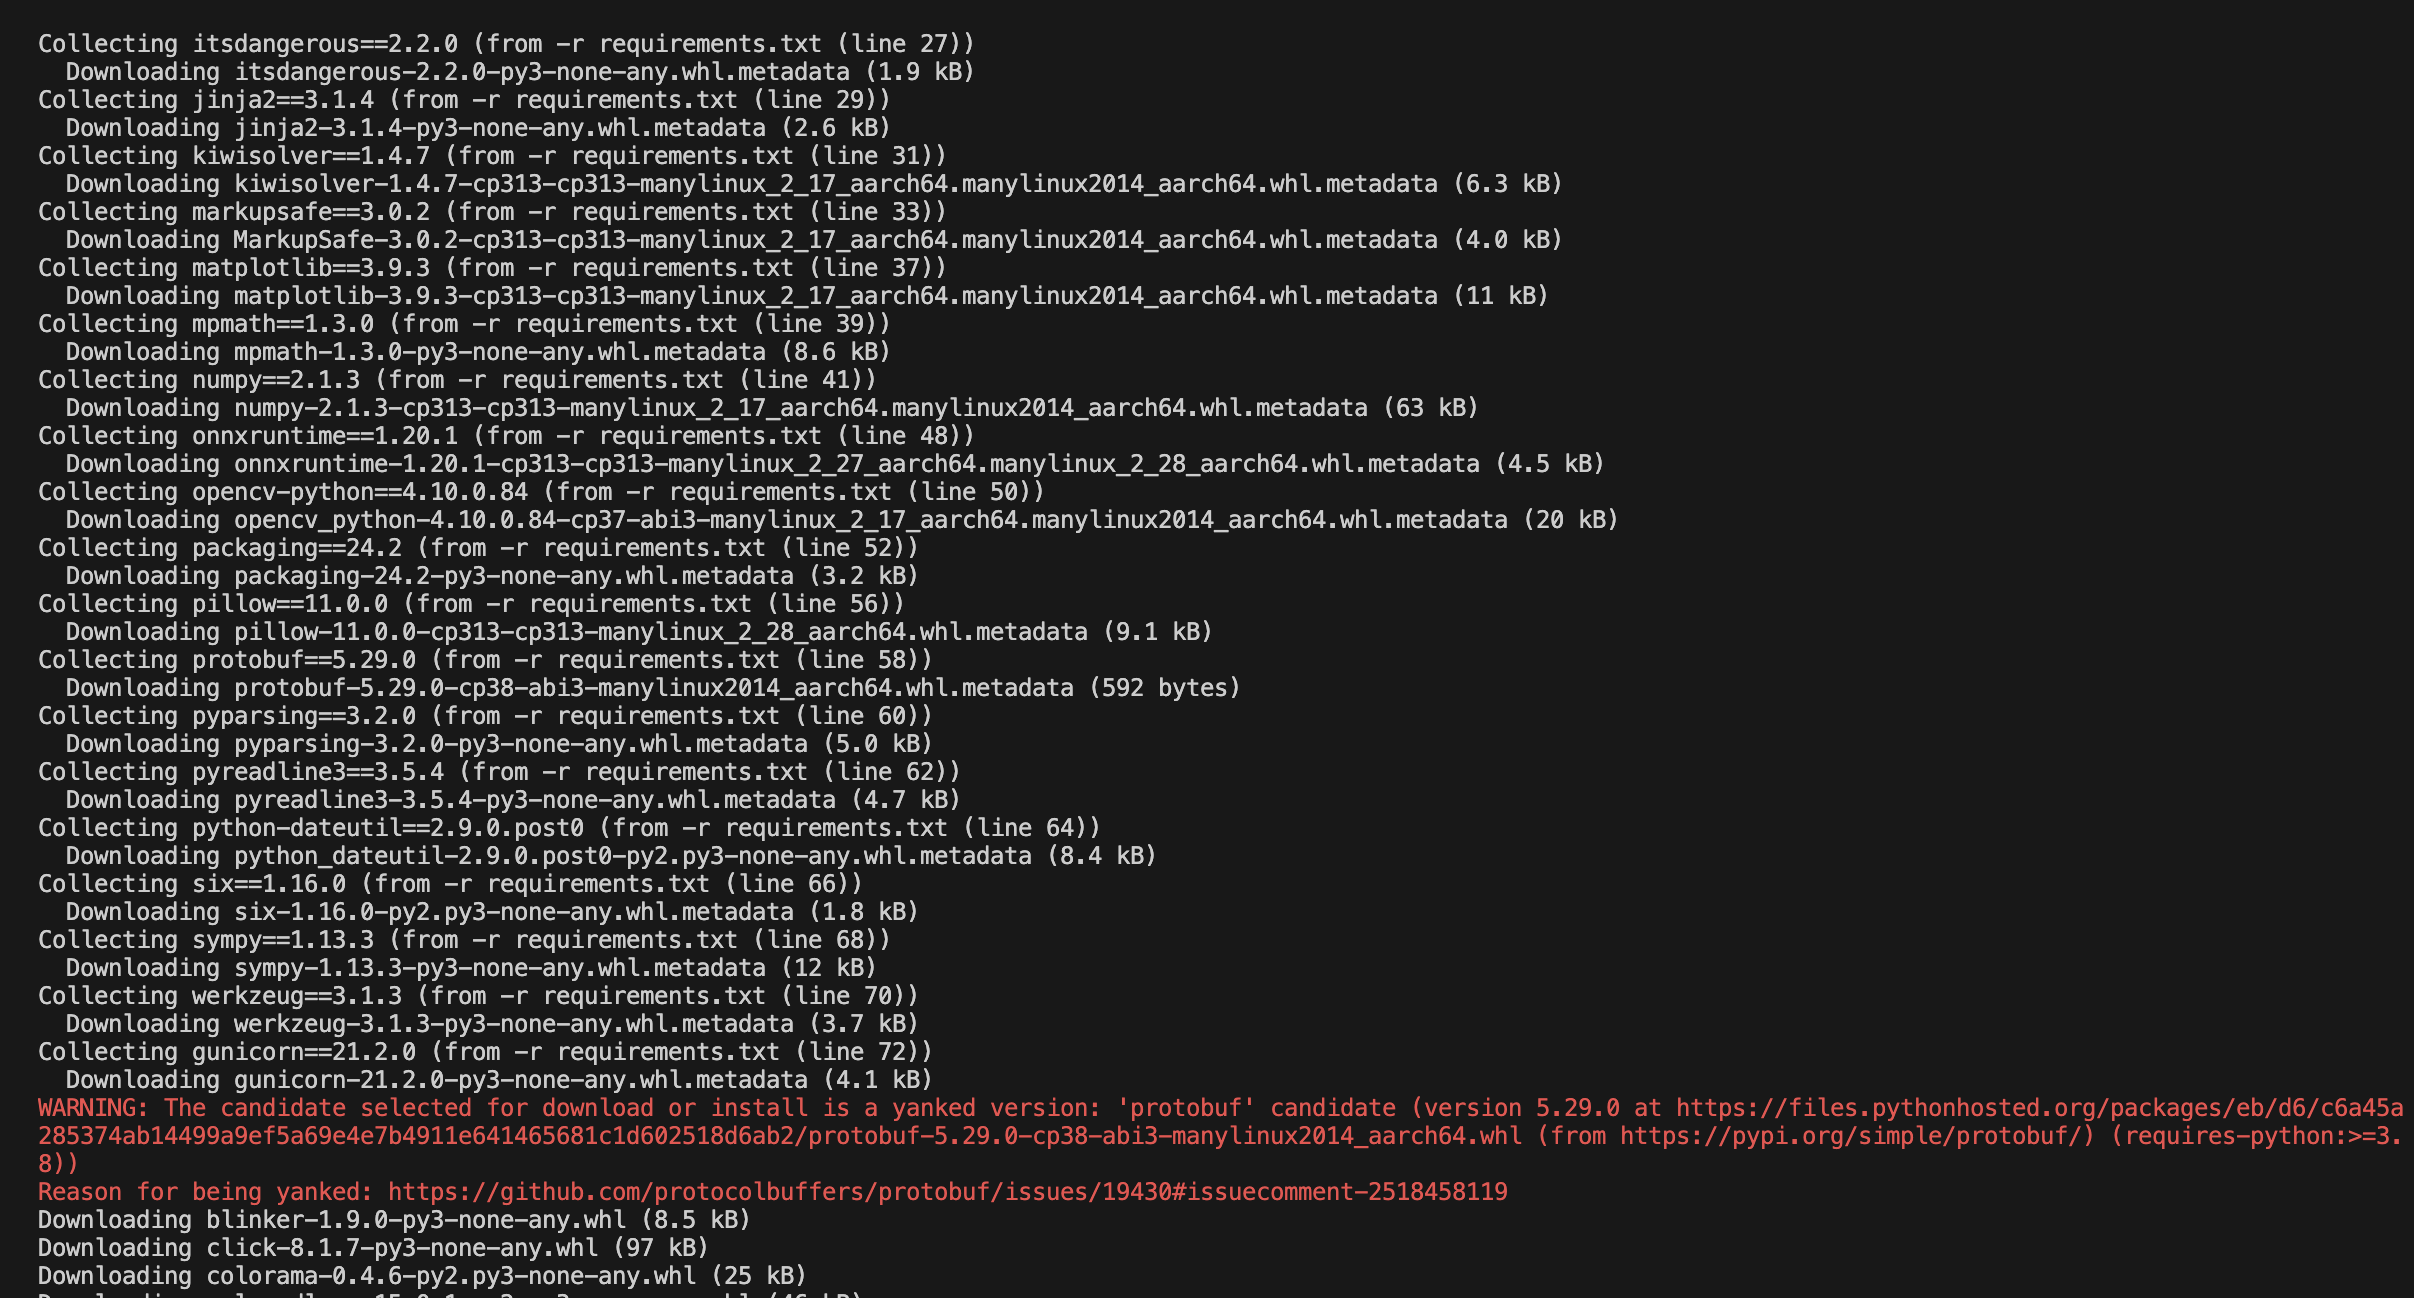 Collecting itsdangerous==2.2.0 (from -r requirements.txt (line 27))
  Downloading itsdangerous-2.2.0-py3-none-any.whl.metadata (1.9 kB)
Collecting jinja2==3.1.4 (from -r requirements.txt (line 29))
  Downloading jinja2-3.1.4-py3-none-any.whl.metadata (2.6 kB)
Collecting kiwisolver==1.4.7 (from -r requirements.txt (line 31))
  Downloading kiwisolver-1.4.7-cp313-cp313-manylinux_2_17_aarch64.manylinux2014_aarch64.whl.metadata (6.3 kB)
Collecting markupsafe==3.0.2 (from -r requirements.txt (line 33))
  Downloading MarkupSafe-3.0.2-cp313-cp313-manylinux_2_17_aarch64.manylinux2014_aarch64.whl.metadata (4.0 kB)
Collecting matplotlib==3.9.3 (from -r requirements.txt (line 37))
  Downloading matplotlib-3.9.3-cp313-cp313-manylinux_2_17_aarch64.manylinux2014_aarch64.whl.metadata (11 kB)
Collecting mpmath==1.3.0 (from -r requirements.txt (line 39))
  Downloading mpmath-1.3.0-py3-none-any.whl.metadata (8.6 kB)
Collecting numpy==2.1.3 (from -r requirements.txt (line 41))
  Downloading numpy-2.1.3-cp313-cp313-manylinux_2_17_aarch64.manylinux2014_aarch64.whl.metadata (63 kB)
Collecting onnxruntime==1.20.1 (from -r requirements.txt (line 48))
  Downloading onnxruntime-1.20.1-cp313-cp313-manylinux_2_27_aarch64.manylinux_2_28_aarch64.whl.metadata (4.5 kB)
Collecting opencv-python==4.10.0.84 (from -r requirements.txt (line 50))
  Downloading opencv_python-4.10.0.84-cp37-abi3-manylinux_2_17_aarch64.manylinux2014_aarch64.whl.metadata (20 kB)
Collecting packaging==24.2 (from -r requirements.txt (line 52))
  Downloading packaging-24.2-py3-none-any.whl.metadata (3.2 kB)
Collecting pillow==11.0.0 (from -r requirements.txt (line 56))
  Downloading pillow-11.0.0-cp313-cp313-manylinux_2_28_aarch64.whl.metadata (9.1 kB)
Collecting protobuf==5.29.0 (from -r requirements.txt (line 58))
  Downloading protobuf-5.29.0-cp38-abi3-manylinux2014_aarch64.whl.metadata (592 bytes)
Collecting pyparsing==3.2.0 (from -r requirements.txt (line 60))
  Downloading pyparsing-3.2.0-py3-none-any.whl.metadata (5.0 kB)
Collecting pyreadline3==3.5.4 (from -r requirements.txt (line 62))
  Downloading pyreadline3-3.5.4-py3-none-any.whl.metadata (4.7 kB)
Collecting python-dateutil==2.9.0.post0 (from -r requirements.txt (line 64))
  Downloading python_dateutil-2.9.0.post0-py2.py3-none-any.whl.metadata (8.4 kB)
Collecting six==1.16.0 (from -r requirements.txt (line 66))
  Downloading six-1.16.0-py2.py3-none-any.whl.metadata (1.8 kB)
Collecting sympy==1.13.3 (from -r requirements.txt (line 68))
  Downloading sympy-1.13.3-py3-none-any.whl.metadata (12 kB)
Collecting werkzeug==3.1.3 (from -r requirements.txt (line 70))
  Downloading werkzeug-3.1.3-py3-none-any.whl.metadata (3.7 kB)
Collecting gunicorn==21.2.0 (from -r requirements.txt (line 72))
  Downloading gunicorn-21.2.0-py3-none-any.whl.metadata (4.1 kB)
WARNING: The candidate selected for download or install is a yanked version: 'protobuf' candidate (version 5.29.0 at https://files.pythonhosted.org/packages/eb/d6/c6a45a
285374ab14499a9ef5a69e4e7b4911e641465681c1d602518d6ab2/protobuf-5.29.0-cp38-abi3-manylinux2014_aarch64.whl (from https://pypi.org/simple/protobuf/) (requires-python:>=3.
8))
Reason for being yanked: https://github.com/protocolbuffers/protobuf/issues/19430#issuecomment-2518458119
Downloading blinker-1.9.0-py3-none-any.whl (8.5 kB)
Downloading click-8.1.7-py3-none-any.whl (97 kB)
Downloading colorama-0.4.6-py2.py3-none-any.whl (25 kB)